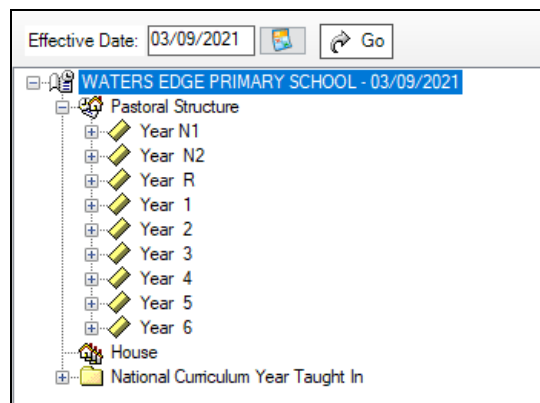 Effective Date: 03/09/2021 Go
WATERS EDGE PRIMARY SCHOOL - 03/09/2021
Pastoral Structure
Year N1
Year N2
Year R
Year 1
Year 2
Year 3
Year 4
Year 5
Year 6
House
National Curriculum Year Taught In